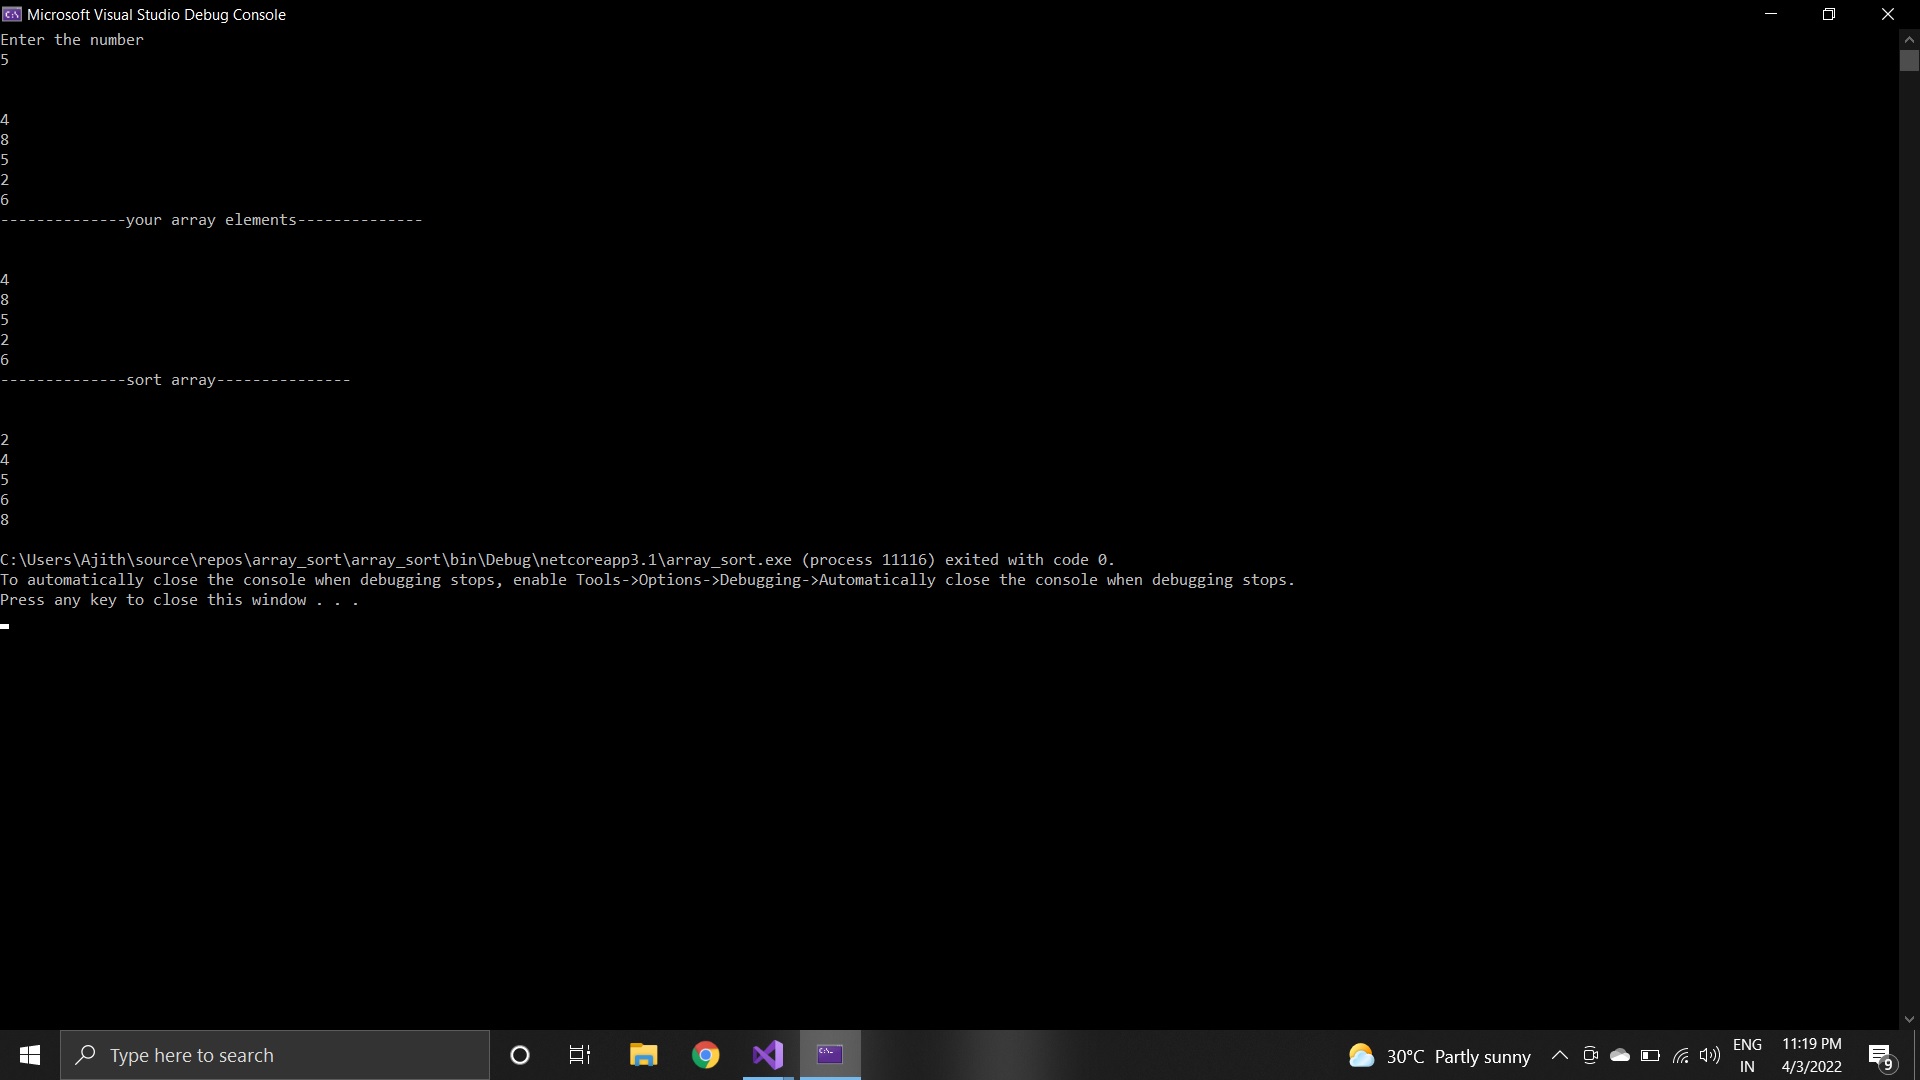 Microsoft Visual Studio Debug Console
Enter the number
5
4
8
5
2
6
--------------your array elements--------------
4
8
5
2
6
--------------sort array---------------
2
4
5
6
8
C:\Users\Ajith\source\repos\array_sort\array_sort\bin\Debug\netcoreapp3.1\array_sort.exe (process 11116) exited with code 0.
To automatically close the console when debugging stops, enable Tools->Options->Debugging->Automatically close the console when debugging stops.
Press any key to close this window . . .
Type here to search
30°C Partly sunny
ENG
IN
11:19 PM
4/3/2022
9